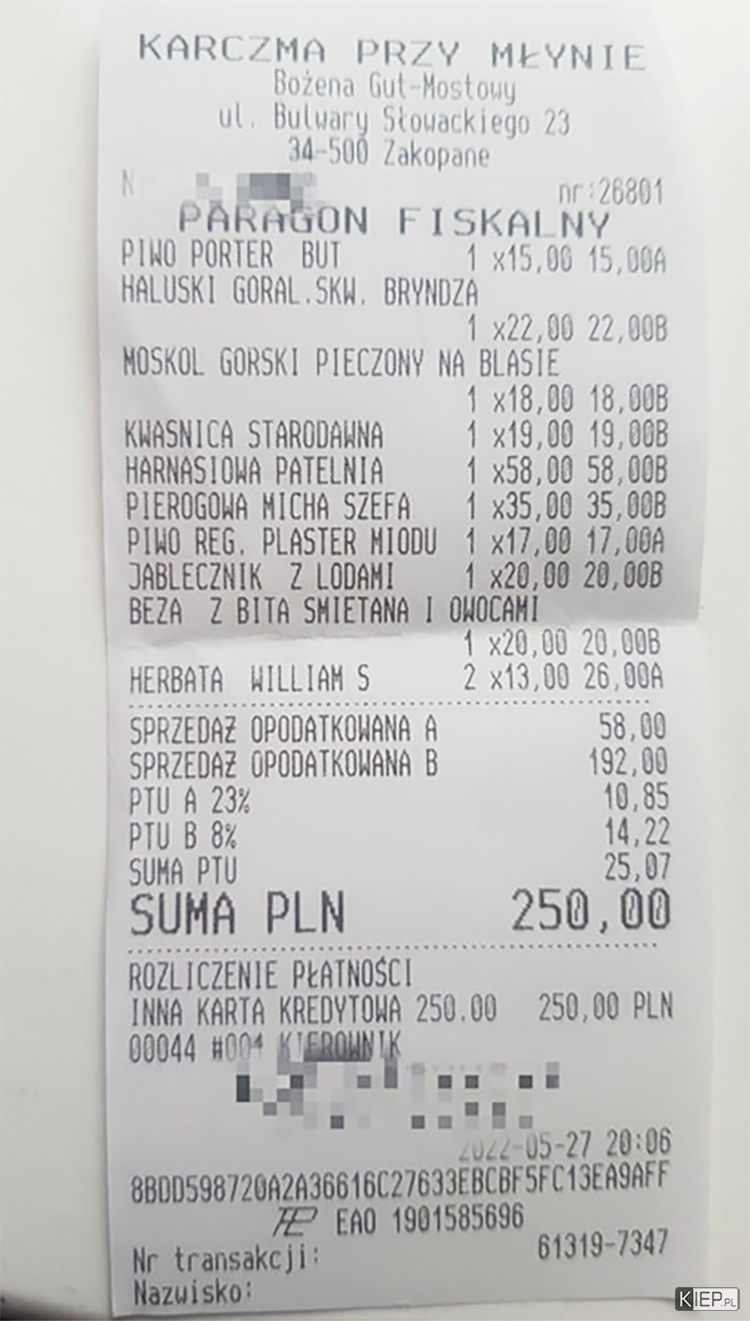 KARCZMA PRZY MŁYNIE
Bożena Gut-Mostowy
ul. Bulwary Słowackiego 23
34-500 Zakopane
N nr:26801
PARAGON FISKALNY
PIWO PORTER BUT 1 x15,00 15,00A
HALUSKI GORAL.SKW. BRYNDZA
1 x22,00 22,00B
MOSKOL GORSKI PIECZONY NA BLASIE
1 x18,00 18,00B
KWASNICA STARODAWNA 1 x19,00 19,00B
HARNASIOWA PATELNIA 1 x58,00 58,00B
PIEROGOWA MICHA SZEFA 1 x35,00 35,00B
PIWO REG. PLASTER MIODU 1 x17,00 17,00A
JABLECZNIK Z LODAMI 1 x20,00 20,00B
BEZA Z BITA SMIETANA I OWOCAMI
1 x20,00 20,00B
HERBATA WILLIAM S 2 x13,00 26,00A
SPRZEDAŻ OPODATKOWANA A 58,00
SPRZEDAŻ OPODATKOWANA B 192,00
PTU A 23% 10,85
PTU B 8% 14,22
SUMA PTU 25,07
SUMA PLN 250,00
ROZLICZENIE PŁATNOŚCI
INNA KARTA KREDYTOWA 250.00 250,00 PLN
00044 #004 KIEROWNIK
2022-05-27 20:06
8BDD598720A2A36616C27633EBCBF5FC13EA9AFF
EAO 1901585696
Nr transakcji: 61319-7347
Nazwisko:
KIEP.PL